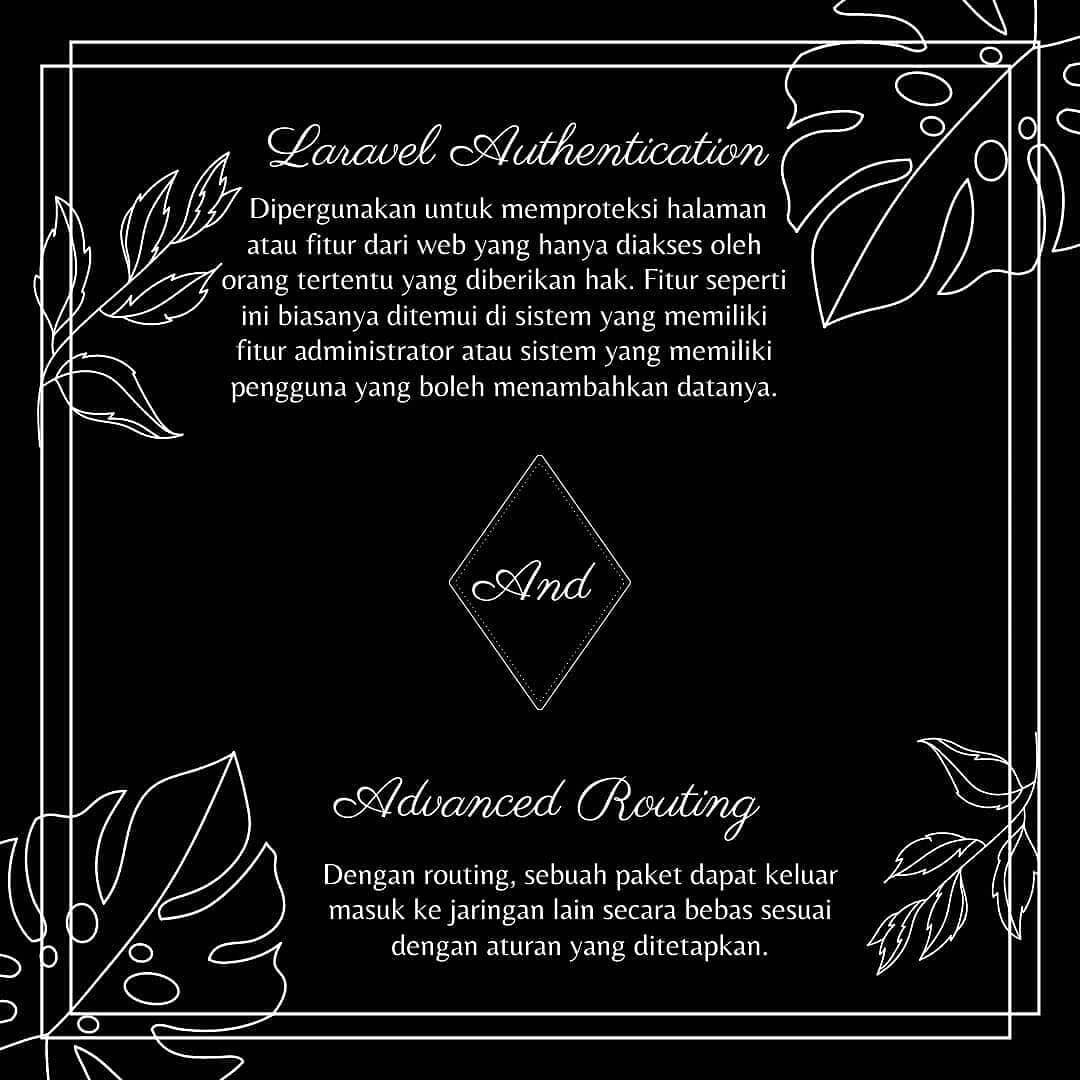 Laravel Authentication
Dipergunakan untuk memproteksi halaman
atau fitur dari web yang hanya diakses oleh
orang tertentu yang diberikan hak. Fitur seperti
ini biasanya ditemui di sistem yang memiliki
fitur administrator atau sistem yang memiliki
pengguna yang boleh menambahkan datanya.
And
Advanced Routing
Dengan routing, sebuah paket dapat keluar
masuk ke jaringan lain secara bebas sesuai
dengan aturan yang ditetapkan.